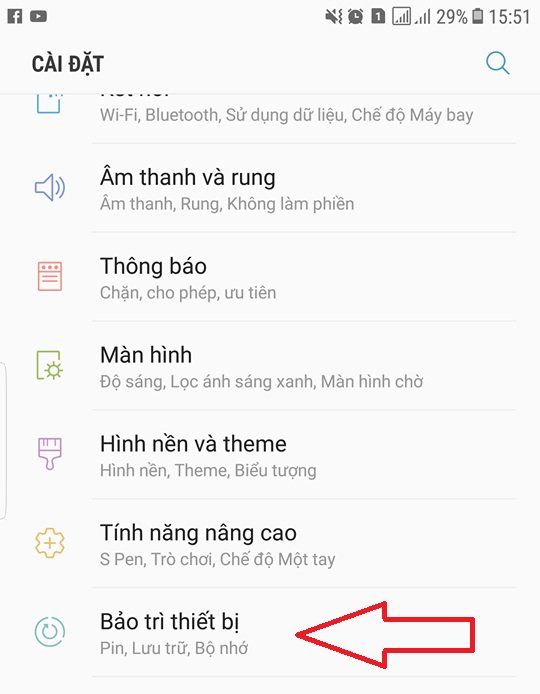 1 29% 15:51
CÀI ĐẶT
Kết nối
Wi-Fi, Bluetooth, Sử dụng dữ liệu, Chế độ Máy bay
Âm thanh và rung
Âm thanh, Rung, Không làm phiền
Thông báo
Chặn, cho phép, ưu tiên
Màn hình
Độ sáng, Lọc ánh sáng xanh, Màn hình chờ
Hình nền và theme
Hình nền, Theme, Biểu tượng
Tính năng nâng cao
S Pen, Trò chơi, Chế độ Một tay
Bảo trì thiết bị
Pin, Lưu trữ, Bộ nhớ